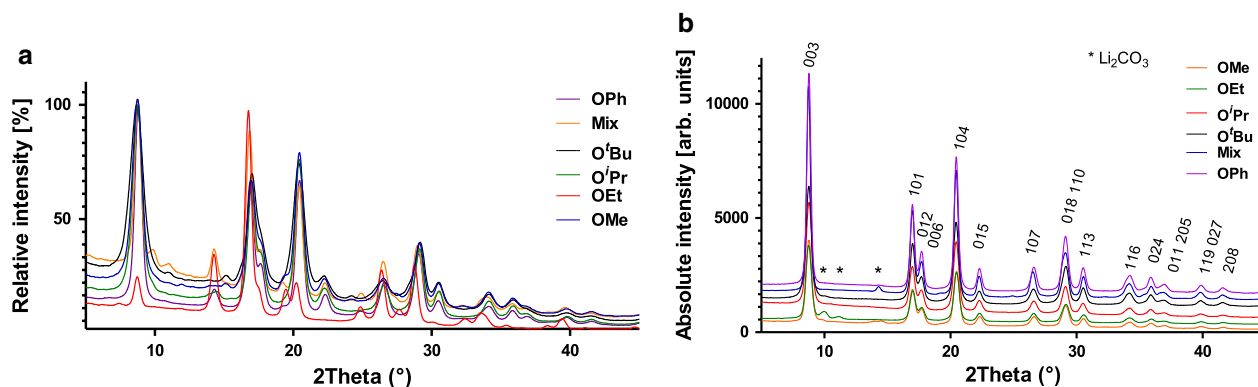 a
Relative intensity [%]
100
50
10
20
30
40
2Theta (°)
OPh
Mix
OᵗBu
OⁱPr
OEt
OMe
b
Absolute intensity [arb. units]
10000
5000
0
10
20
30
40
2Theta (°)
* Li₂CO₃
OMe
OEt
OⁱPr
OᵗBu
Mix
OPh
003
* * *
101
012
006
104
015
107
018 110
113
116
024
011 205
119 027
208